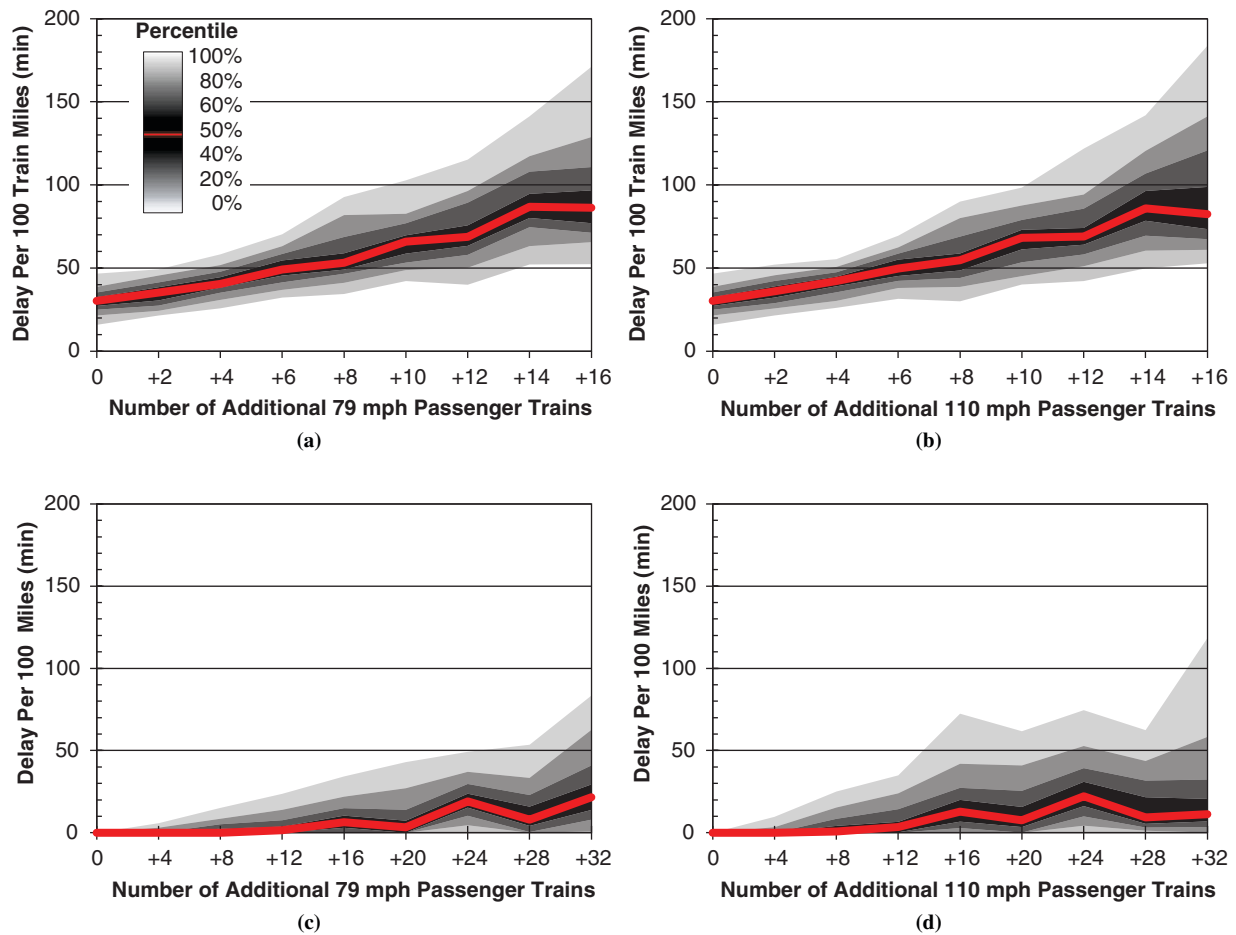 Delay Per 100 Train Miles (min)
200
150
100
50
0
Percentile
100%
80%
60%
50%
40%
20%
0%
0 +2 +4 +6 +8 +10 +12 +14 +16
Number of Additional 79 mph Passenger Trains
(a)
Delay Per 100 Train Miles (min)
200
150
100
50
0
0 +2 +4 +6 +8 +10 +12 +14 +16
Number of Additional 110 mph Passenger Trains
(b)
Delay Per 100 Miles (min)
200
150
100
50
0
0 +4 +8 +12 +16 +20 +24 +28 +32
Number of Additional 79 mph Passenger Trains
(c)
Delay Per 100 Miles (min)
200
150
100
50
0
0 +4 +8 +12 +16 +20 +24 +28 +32
Number of Additional 110 mph Passenger Trains
(d)